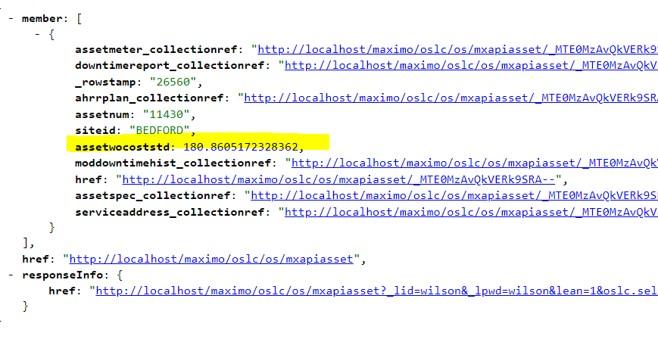 - member: [
- {
assetmeter_collectionref: "http://localhost/maximo/oslc/os/mxapiasset/_MTE0MzAvQkVERk9S
downtimereport_collectionref: "http://localhost/maximo/oslc/os/mxapiasset/_MTE0MzAvQkV
_rowstamp: "26560",
ahrrplan_collectionref: "http://localhost/maximo/oslc/os/mxapiasset/_MTE0MzAvQkVERk9SRA
assetnum: "11430",
siteid: "BEDFORD",
assetwocoststd: 180.8605172328362,
moddowntimehist_collectionref: "http://localhost/maximo/oslc/os/mxapiasset/_MTE0MzAvQk
href: "http://localhost/maximo/oslc/os/mxapiasset/_MTE0MzAvQkVERk9SRA--",
assetspec_collectionref: "http://localhost/maximo/oslc/os/mxapiasset/_MTE0MzAvQkVERk9S
serviceaddress_collectionref: "http://localhost/maximo/oslc/os/mxapiasset/_MTE0MzAvQkV
}
],
href: "http://localhost/maximo/oslc/os/mxapiasset",
- responseInfo: {
href: "http://localhost/maximo/oslc/os/mxapiasset?_lid=wilson&_lpwd=wilson&lean=1&oslc.sel
}